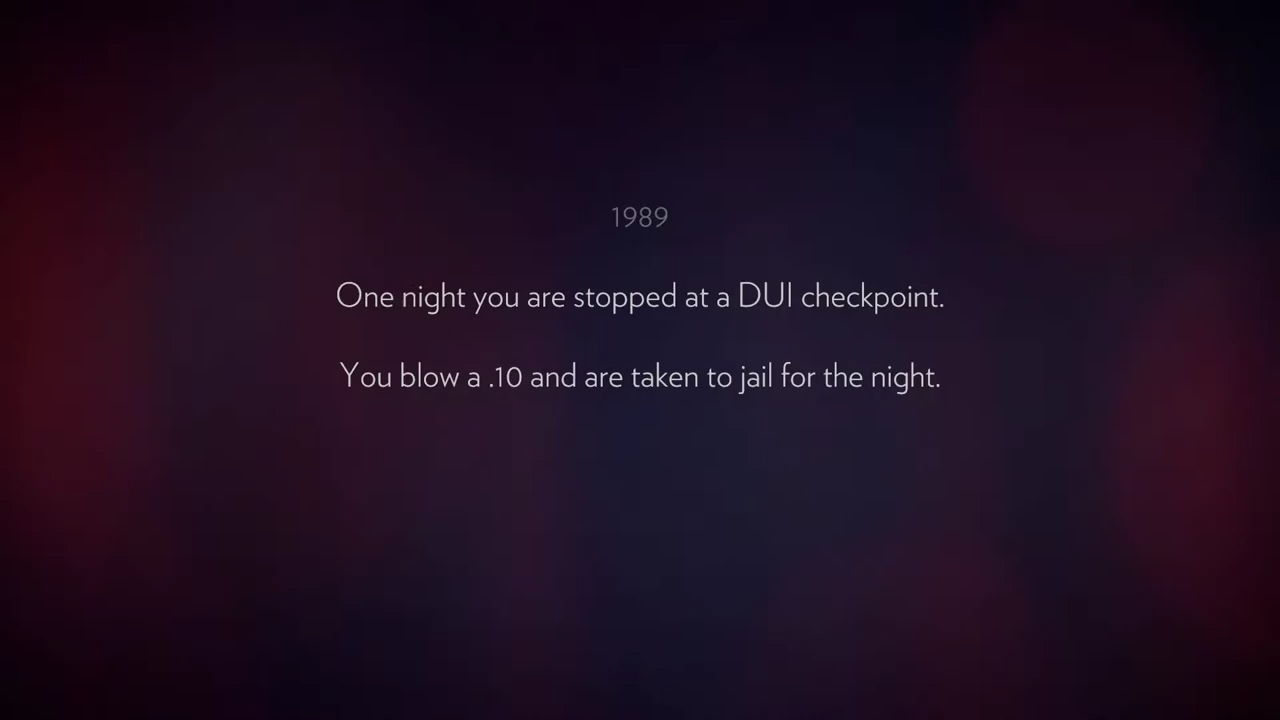 1989
One night you are stopped at a DUI checkpoint.
You blow a .10 and are taken to jail for the night.